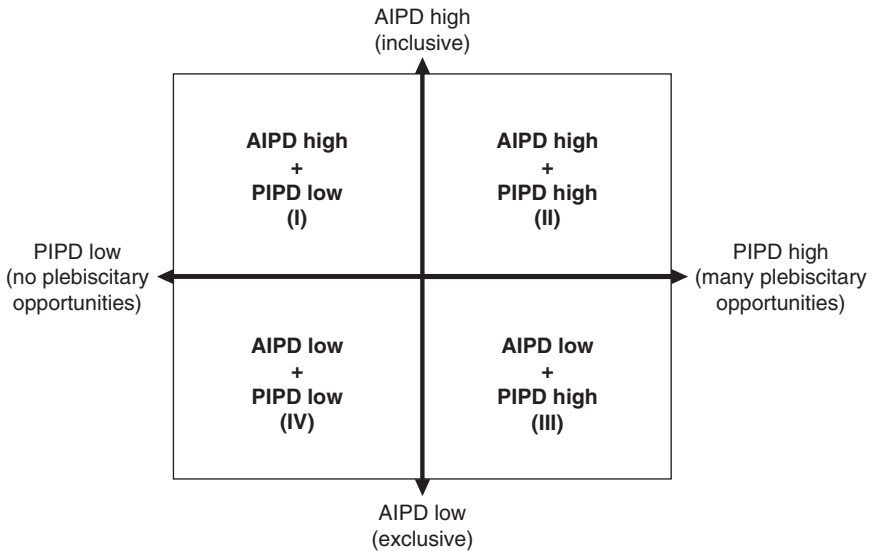 AIPD high
(inclusive)
AIPD high
+
PIPD low
(I)
AIPD high
+
PIPD high
(II)
PIPD low
(no plebiscitary
opportunities)
PIPD high
(many plebiscitary
opportunities)
AIPD low
+
PIPD low
(IV)
AIPD low
+
PIPD high
(III)
AIPD low
(exclusive)